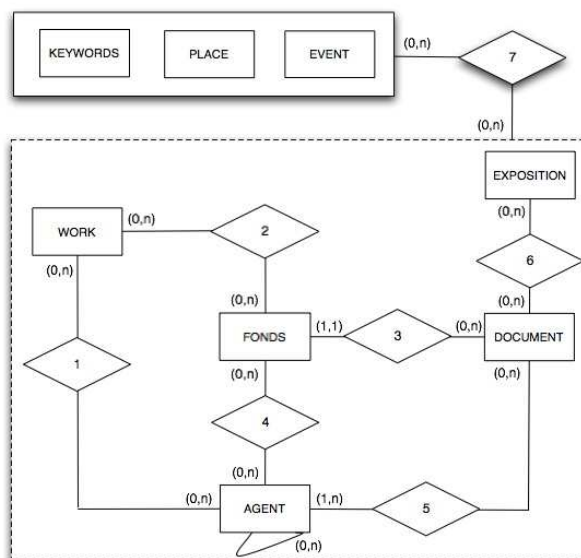 (0,n)
7
KEYWORDS
PLACE
EVENT
(0,n)
EXPOSITION
(0,n)
(0,n)
WORK
2
(0,n)
6
(0,n)
(0,n)
(1,1)
(0,n)
FONDS
3
DOCUMENT
(0,n)
(0,n)
1
4
(0,n)
(0,n)
(1,n)
AGENT
5
(0,n)